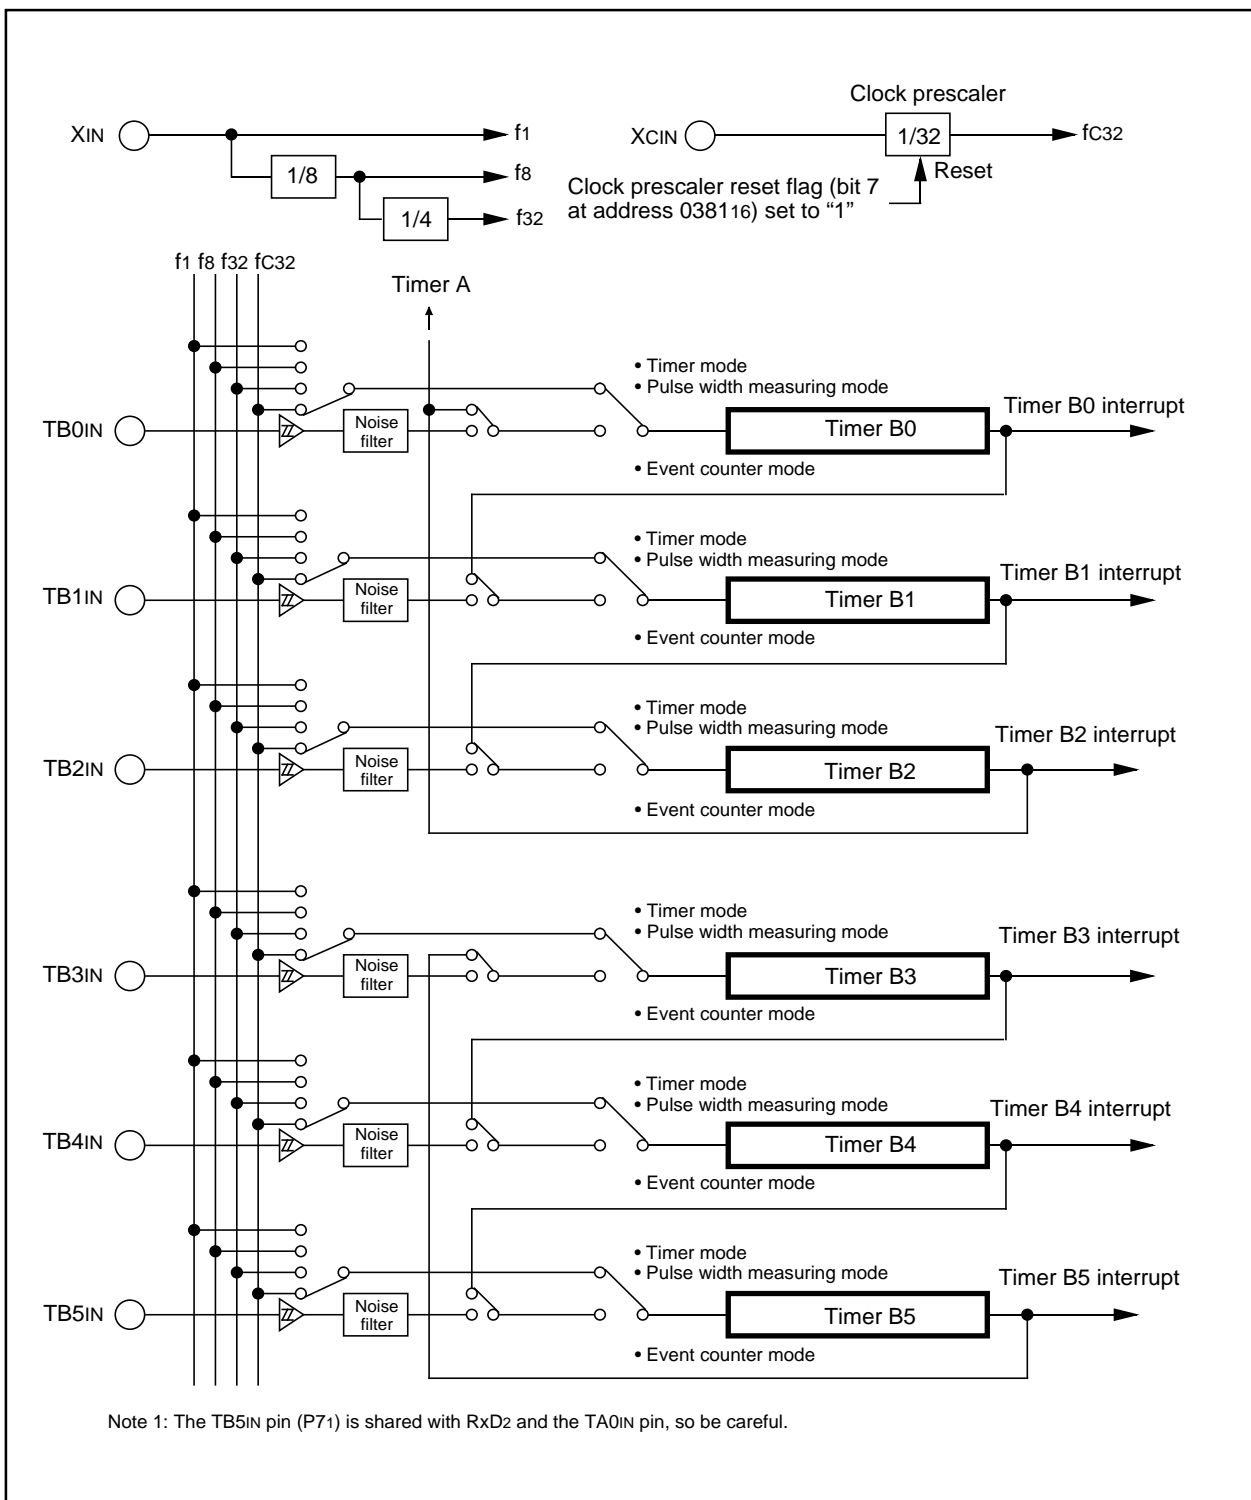 Clock prescaler
XIN
f1
XCIN
1/32
fC32
1/8
f8
Reset
Clock prescaler reset flag (bit 7
at address 038116) set to “1”
1/4
f32
f1 f8 f32 fC32
Timer A
• Timer mode
• Pulse width measuring mode
TB0IN
Noise
filter
Timer B0
Timer B0 interrupt
• Event counter mode
• Timer mode
• Pulse width measuring mode
TB1IN
Noise
filter
Timer B1
Timer B1 interrupt
• Event counter mode
• Timer mode
• Pulse width measuring mode
TB2IN
Noise
filter
Timer B2
Timer B2 interrupt
• Event counter mode
• Timer mode
• Pulse width measuring mode
TB3IN
Noise
filter
Timer B3
Timer B3 interrupt
• Event counter mode
• Timer mode
• Pulse width measuring mode
TB4IN
Noise
filter
Timer B4
Timer B4 interrupt
• Event counter mode
• Timer mode
• Pulse width measuring mode
TB5IN
Noise
filter
Timer B5
Timer B5 interrupt
• Event counter mode
Note 1: The TB5IN pin (P71) is shared with RxD2 and the TA0IN pin, so be careful.